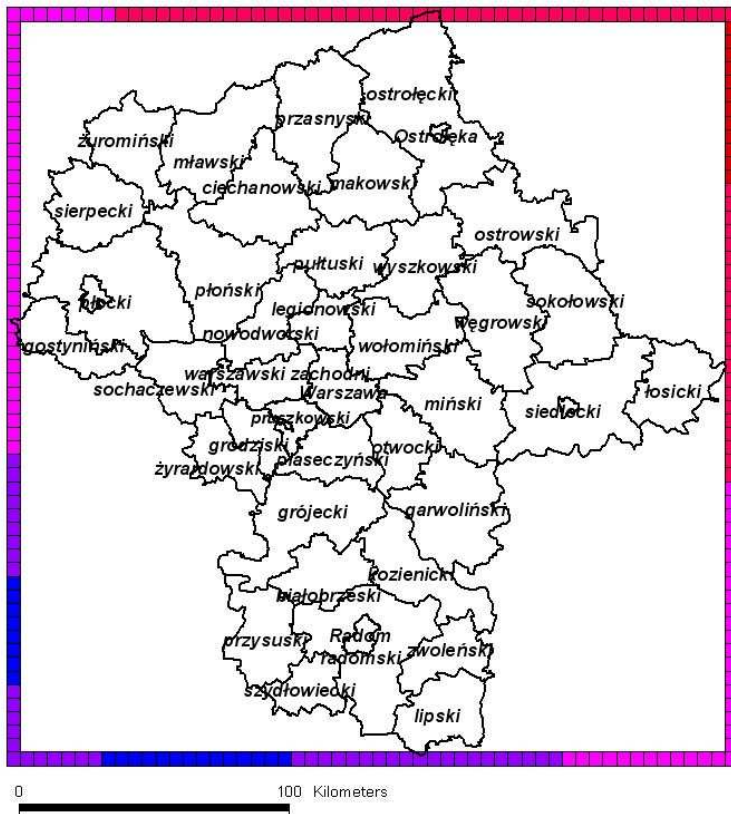 ostrołęcki
przasnyski
Ostrołęka
żuromiński
mławski
ciechanowski
makowski
sierpecki
ostrowski
pułtuski
wyszkowski
płoński
płocki
sokołowski
legionowski
węgrowski
nowodworski
wołomiński
gostyniński
warszawski zachodni
sochaczewski
Warszawa
łosicki
miński
siedlecki
pruszkowski
grodziski
otwocki
piaseczyński
żyrardowski
grójecki
garwoliński
kozienicki
białobrzeski
Radom
przysuski
zwoleński
radomski
szydłowiecki
lipski
0 100 Kilometers